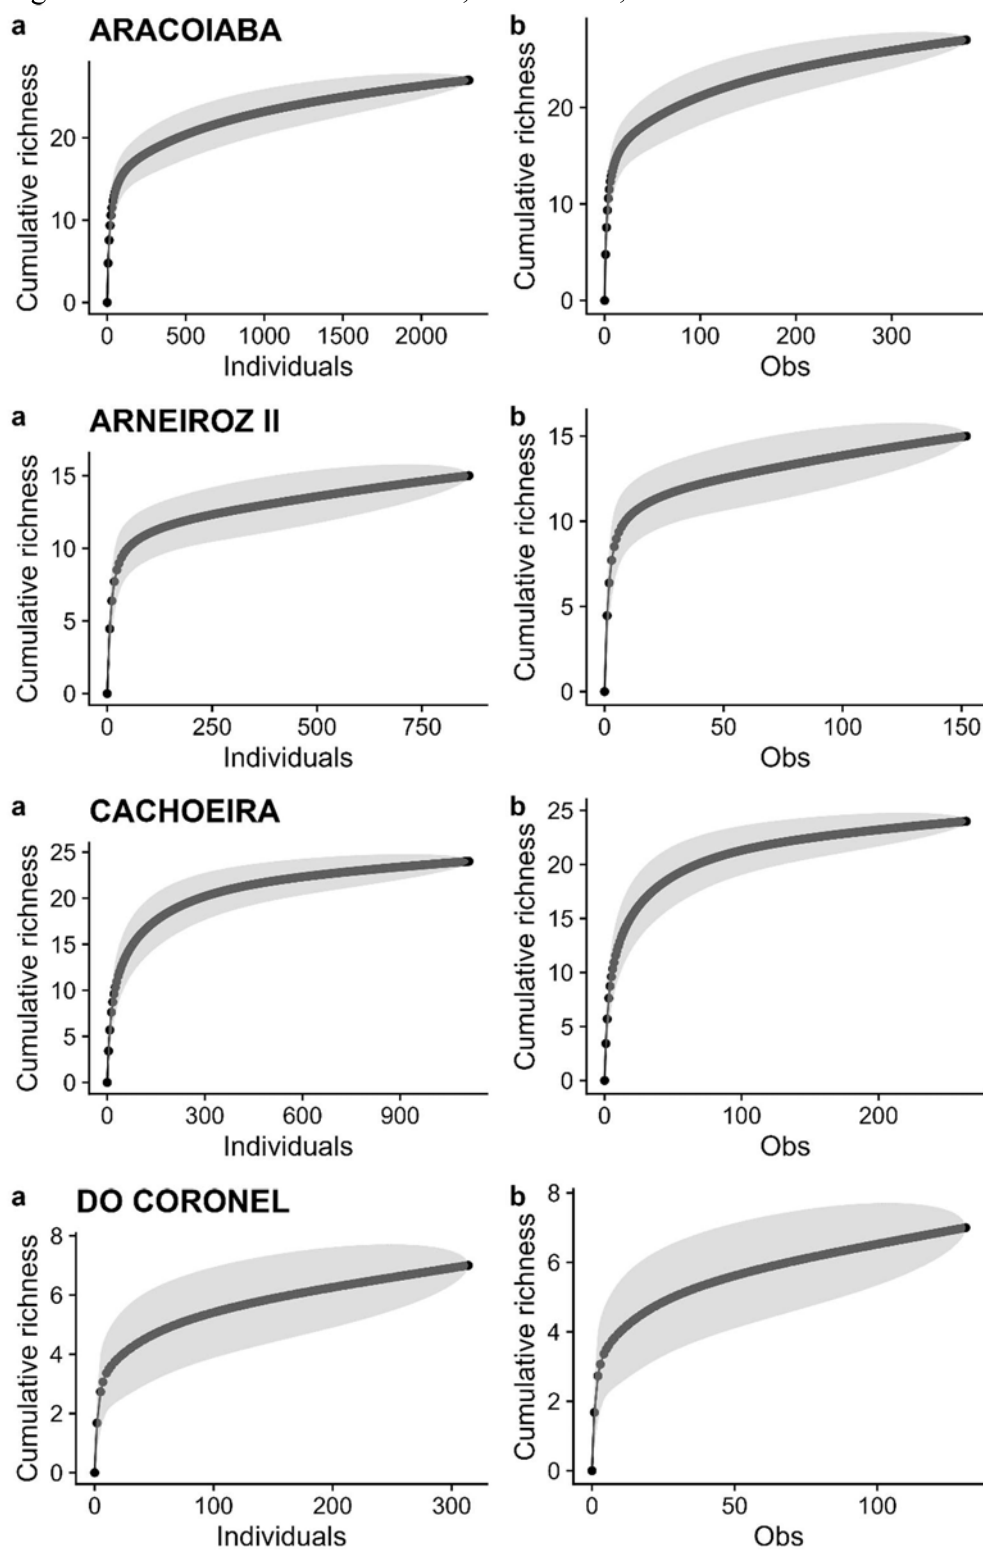 a ARACOIABA b
Cumulative richness
20
10
0
0 500 1000 1500 2000
Individuals
Cumulative richness
20
10
0
0 100 200 300
Obs
a ARNEIROZ II b
Cumulative richness
15
10
5
0
0 250 500 750
Individuals
Cumulative richness
15
10
5
0
0 50 100 150
Obs
a CACHOEIRA b
Cumulative richness
25
20
15
10
5
0
0 300 600 900
Individuals
Cumulative richness
25
20
15
10
5
0
0 100 200
Obs
a DO CORONEL b
Cumulative richness
8
6
4
2
0
0 100 200 300
Individuals
Cumulative richness
8
6
4
2
0
0 50 100
Obs